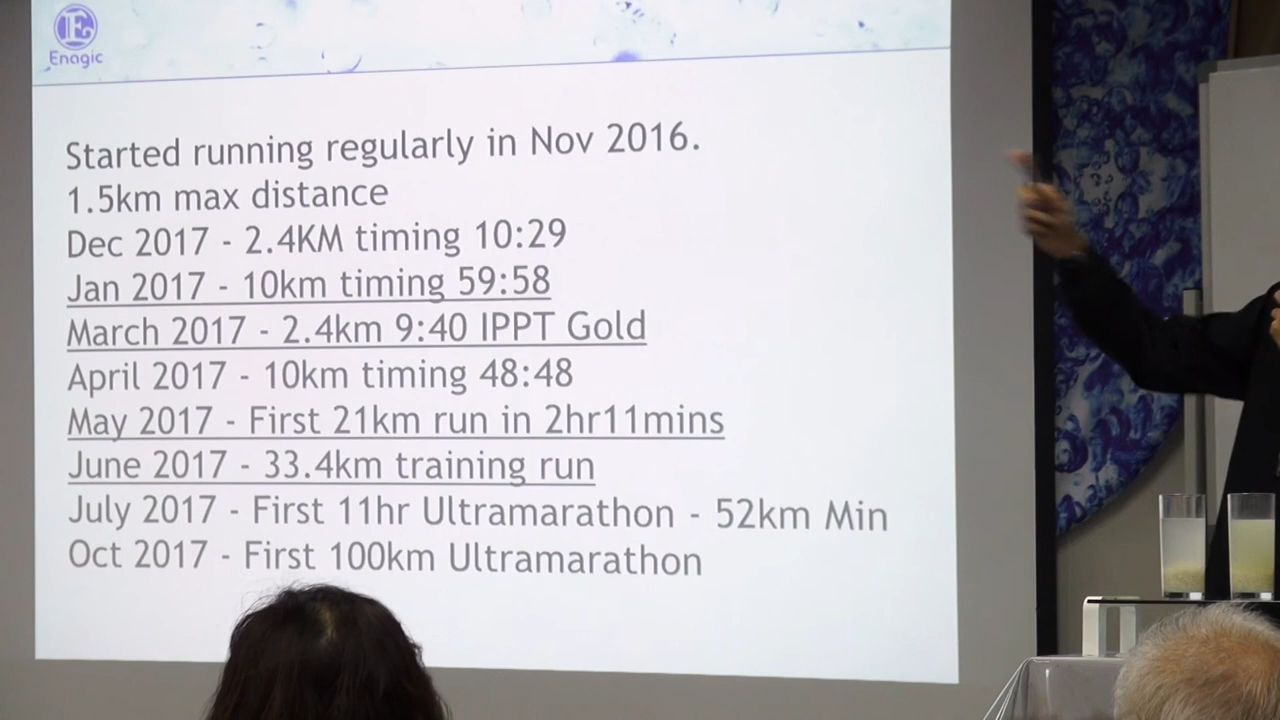 Enagic
Started running regularly in Nov 2016.
1.5km max distance
Dec 2017 - 2.4KM timing 10:29
Jan 2017 - 10km timing 59:58
March 2017 - 2.4km 9:40 IPPT Gold
April 2017 - 10km timing 48:48
May 2017 - First 21km run in 2hr11mins
June 2017 - 33.4km training run
July 2017 - First 11hr Ultramarathon - 52km Min
Oct 2017 - First 100km Ultramarathon